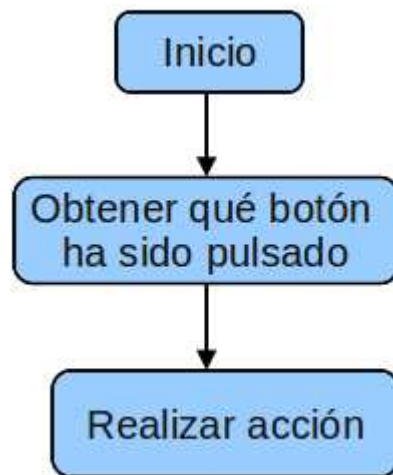 Inicio
Obtener qué botón
ha sido pulsado
Realizar acción